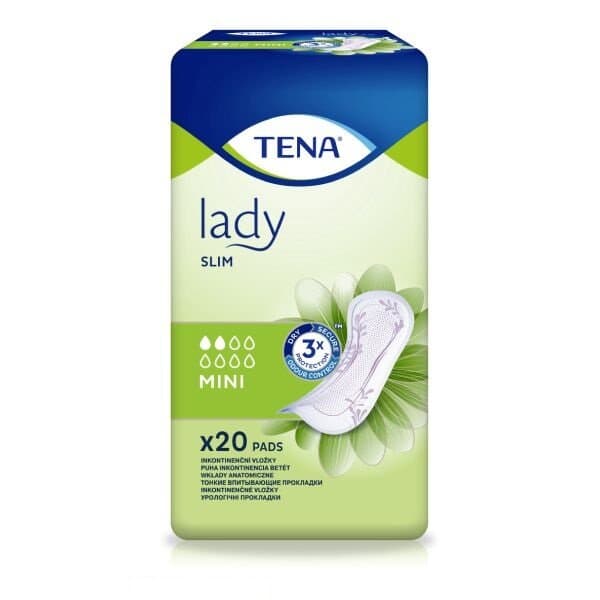 TENA®
lady
SLIM
MINI
DRY
SECURE
3x
PROTECTION
ODOUR CONTROL
TM
x20 PADS
INKONTINENČNÍ VLOŽKY
PUHA INKONTINENCIA BETÉT
WKŁADY ANATOMICZNE
ТОНКИЕ ВПИТЫВАЮЩИЕ ПРОКЛАДКИ
INKONTINENČNÉ VLOŽKY
УРОЛОГІЧНІ ПРОКЛАДКИ